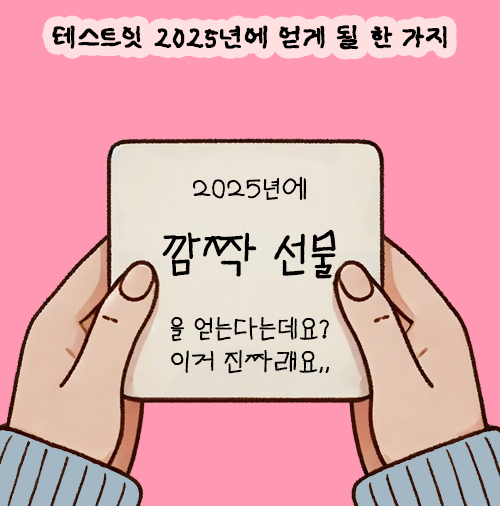 테스트잇 2025년에 얻게 될 한 가지
2025년에
깜짝 선물
을 얻는다는데요?
이거 진짜래요,,